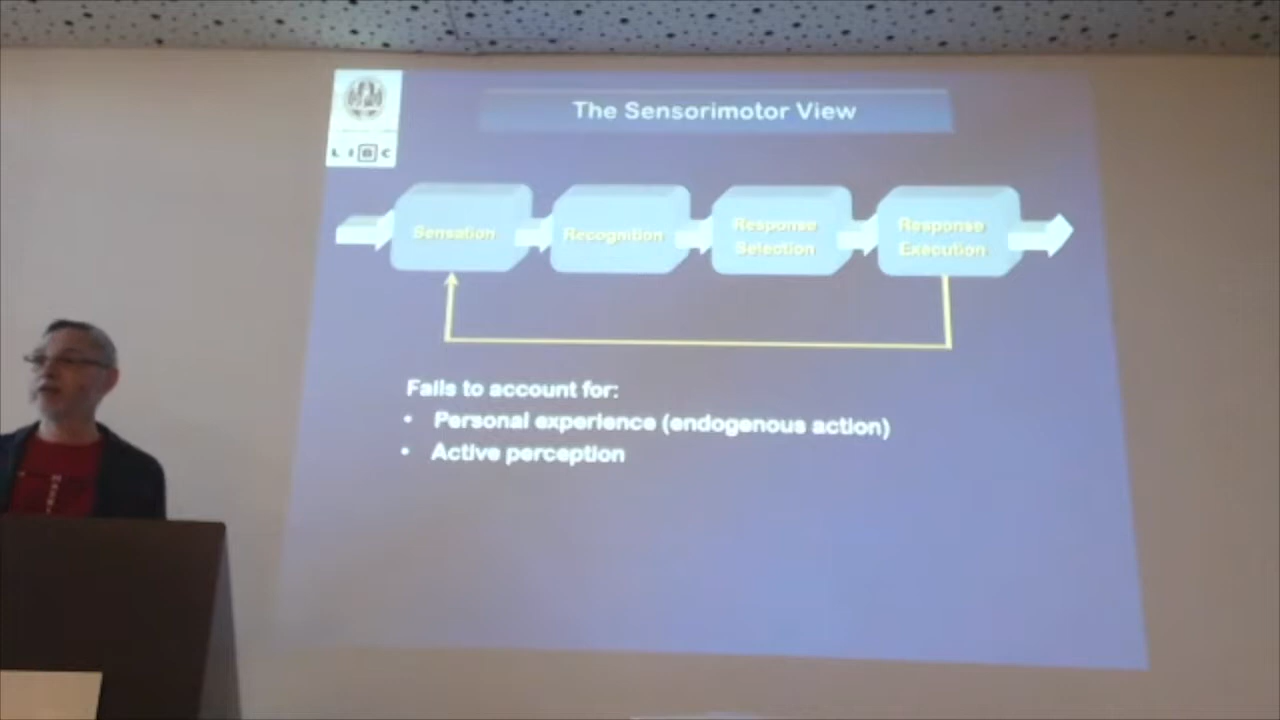 The Sensorimotor View
L I B C
Sensation
Recognition
Response
Selection
Response
Execution
Fails to account for:
• Personal experience (endogenous action)
• Active perception